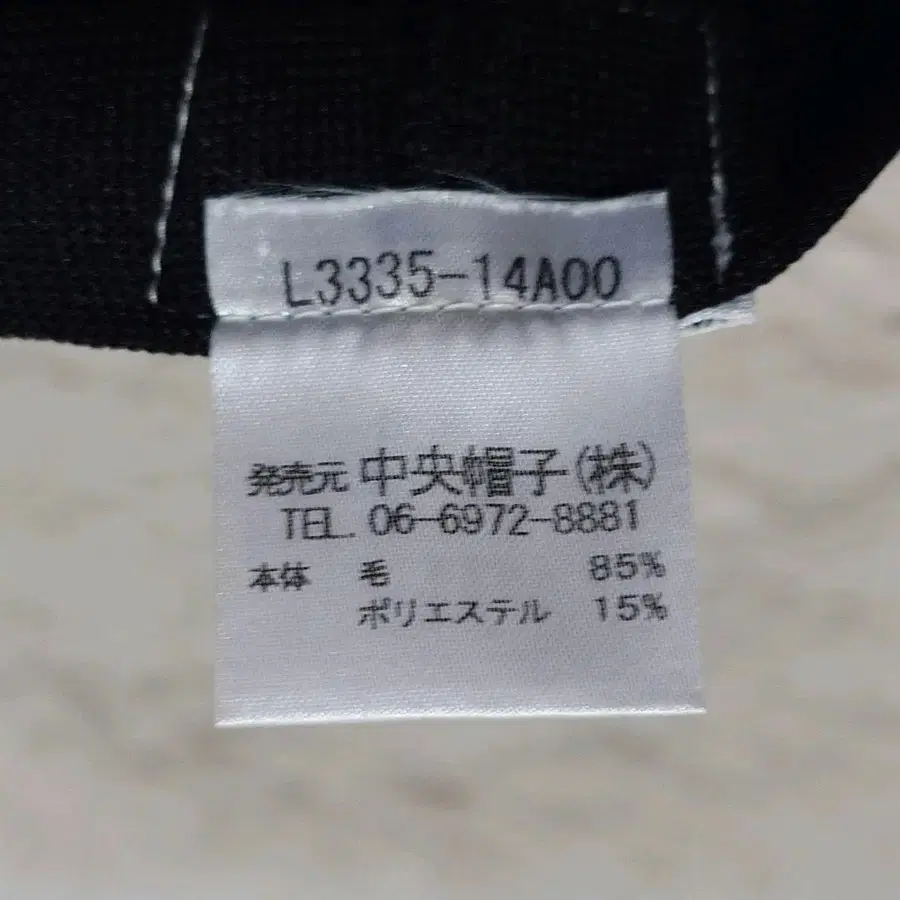 L3335-14A00
発売元 中央帽子(株)
TEL. 06-6972-8881
本体 毛 85%
ポリエステル 15%